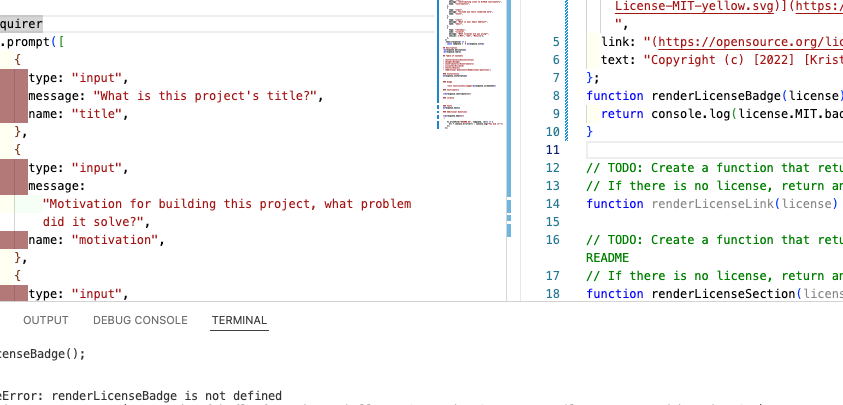 quirer
.prompt([
{
type: "input",
message: "What is this project's title?",
name: "title",
},
{
type: "input",
message:
"Motivation for building this project, what problem
did it solve?",
name: "motivation",
},
{
type: "input",
License-MIT-yellow.svg)](https:/
",
5 link: "(https://opensource.org/lic
6 text: "Copyright (c) [2022] [Krist
7 };
8 function renderLicenseBadge(license)
9 return console.log(license.MIT.bad
10 }
11
12 // TODO: Create a function that retu
13 // If there is no license, return an
14 function renderLicenseLink(license)
15
16 // TODO: Create a function that retu
README
17 // If there is no license, return an
18 function renderLicenseSection(licens
OUTPUT DEBUG CONSOLE TERMINAL
censeBadge();
eError: renderLicenseBadge is not defined